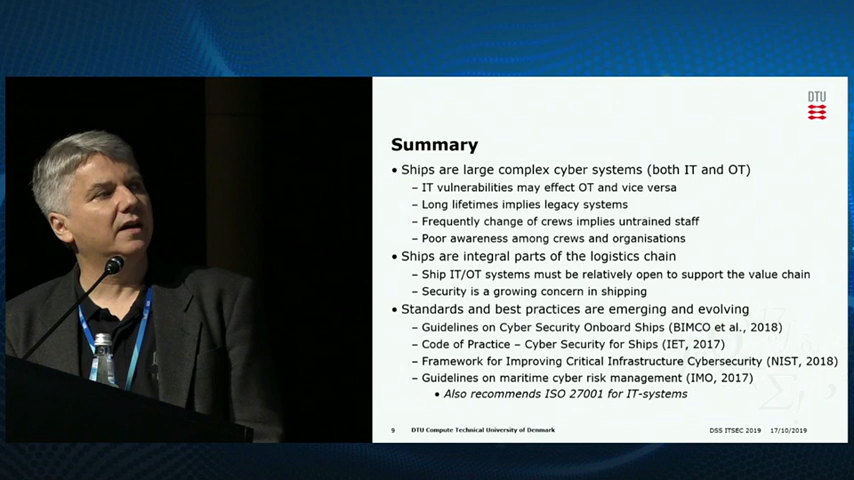 DTU
Summary
• Ships are large complex cyber systems (both IT and OT)
– IT vulnerabilities may effect OT and vice versa
– Long lifetimes implies legacy systems
– Frequently change of crews implies untrained staff
– Poor awareness among crews and organisations
• Ships are integral parts of the logistics chain
– Ship IT/OT systems must be relatively open to support the value chain
– Security is a growing concern in shipping
• Standards and best practices are emerging and evolving
– Guidelines on Cyber Security Onboard Ships (BIMCO et al., 2018)
– Code of Practice – Cyber Security for Ships (IET, 2017)
– Framework for Improving Critical Infrastructure Cybersecurity (NIST, 2018)
– Guidelines on maritime cyber risk management (IMO, 2017)
• Also recommends ISO 27001 for IT-systems
9 DTU Compute Technical University of Denmark DSS ITSEC 2019 17/10/2019